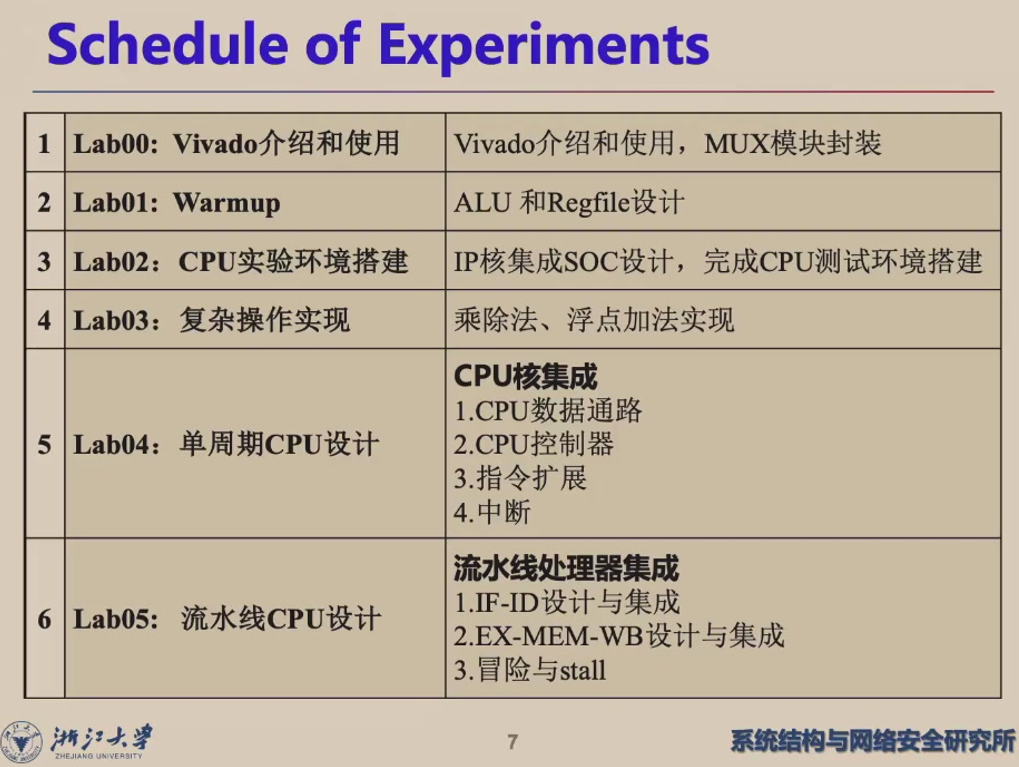 Schedule of Experiments
1 Lab00: Vivado介绍和使用 Vivado介绍和使用，MUX模块封装
2 Lab01: Warmup ALU 和Regfile设计
3 Lab02：CPU实验环境搭建 IP核集成SOC设计，完成CPU测试环境搭建
4 Lab03：复杂操作实现 乘除法、浮点加法实现
5 Lab04：单周期CPU设计 CPU核集成
1.CPU数据通路
2.CPU控制器
3.指令扩展
4.中断
6 Lab05: 流水线CPU设计 流水线处理器集成
1.IF-ID设计与集成
2.EX-MEM-WB设计与集成
3.冒险与stall
浙江大学
ZHEJIANG UNIVERSITY
7
系统结构与网络安全研究所